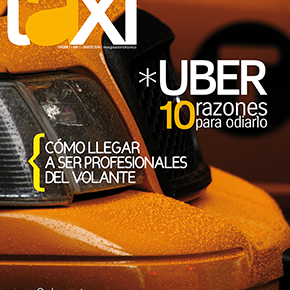 taxi
*UBER
10 razones
para odiarlo
{CÓMO LLEGAR
A SER PROFESIONALES
DEL VOLANTE